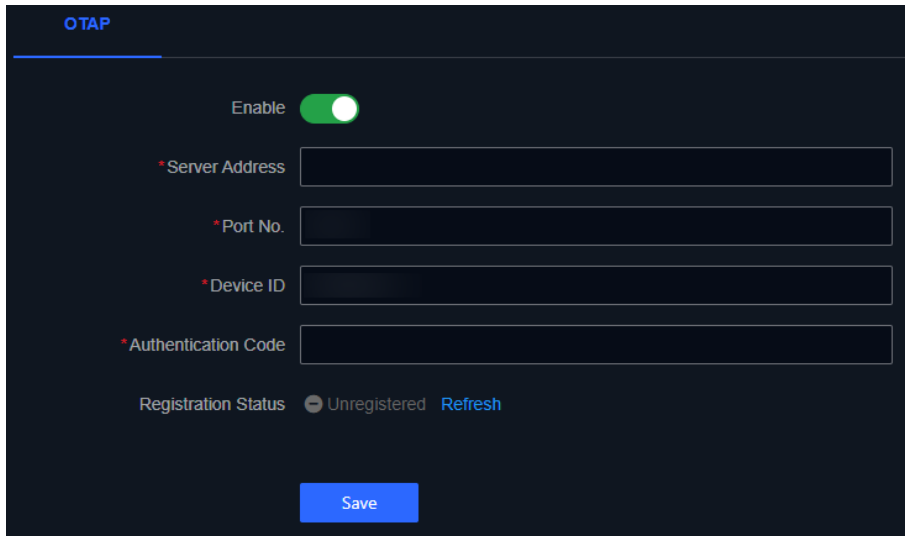 OTAP
Enable
*Server Address
*Port No.
*Device ID
*Authentication Code
Registration Status Unregistered Refresh
Save